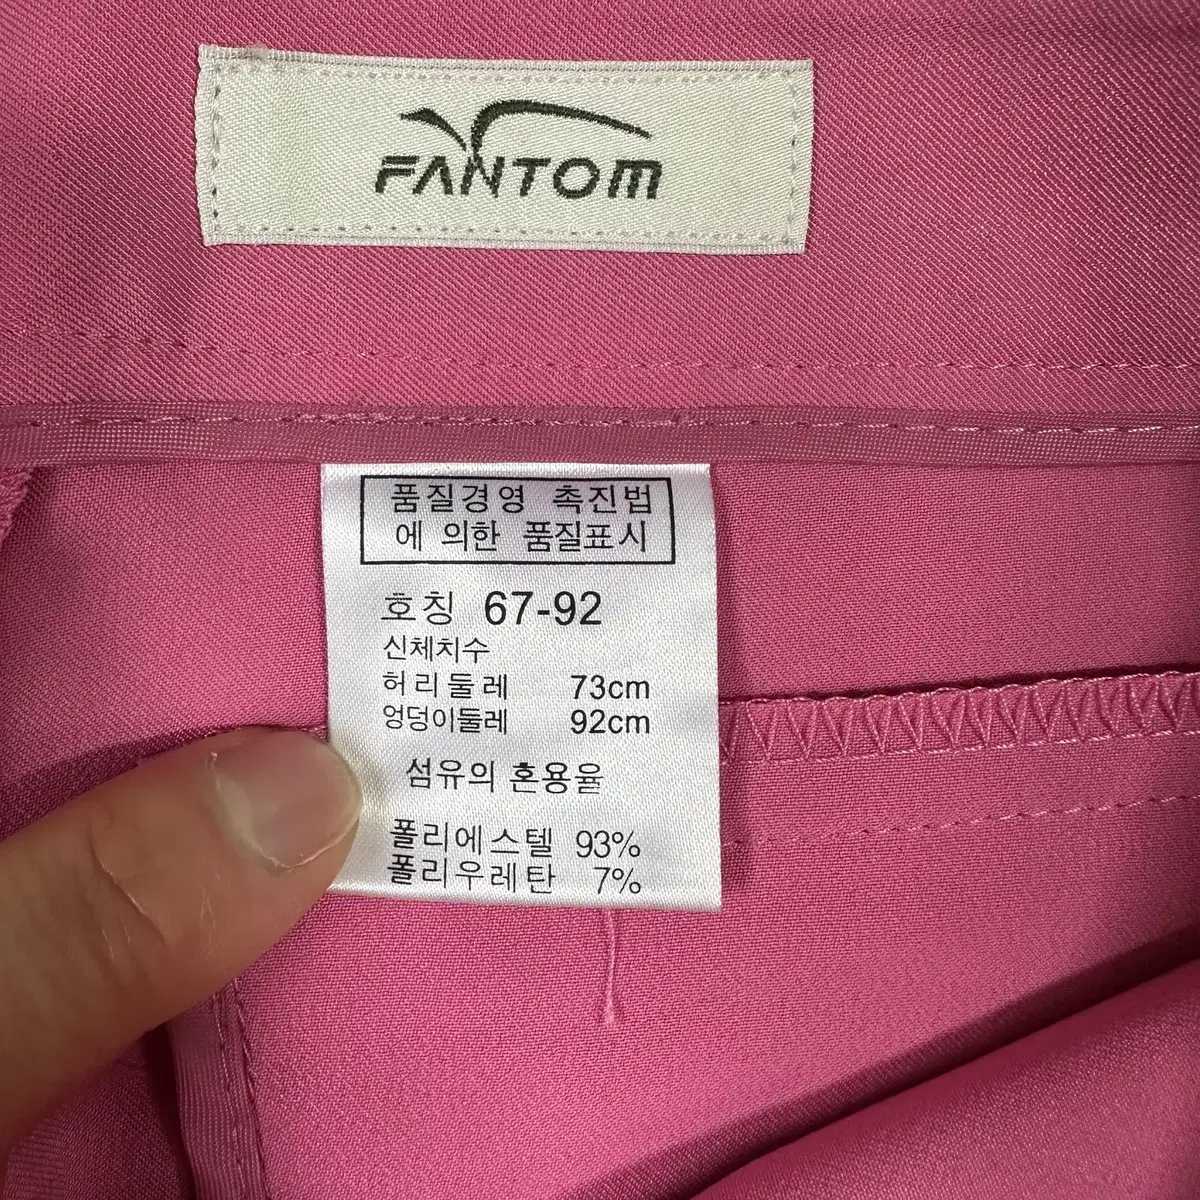 FANTOM
품질경영 촉진법
에 의한 품질표시
호칭 67-92
신체치수
허리둘레 73cm
엉덩이둘레 92cm
섬유의 혼용율
폴리에스텔 93%
폴리우레탄 7%